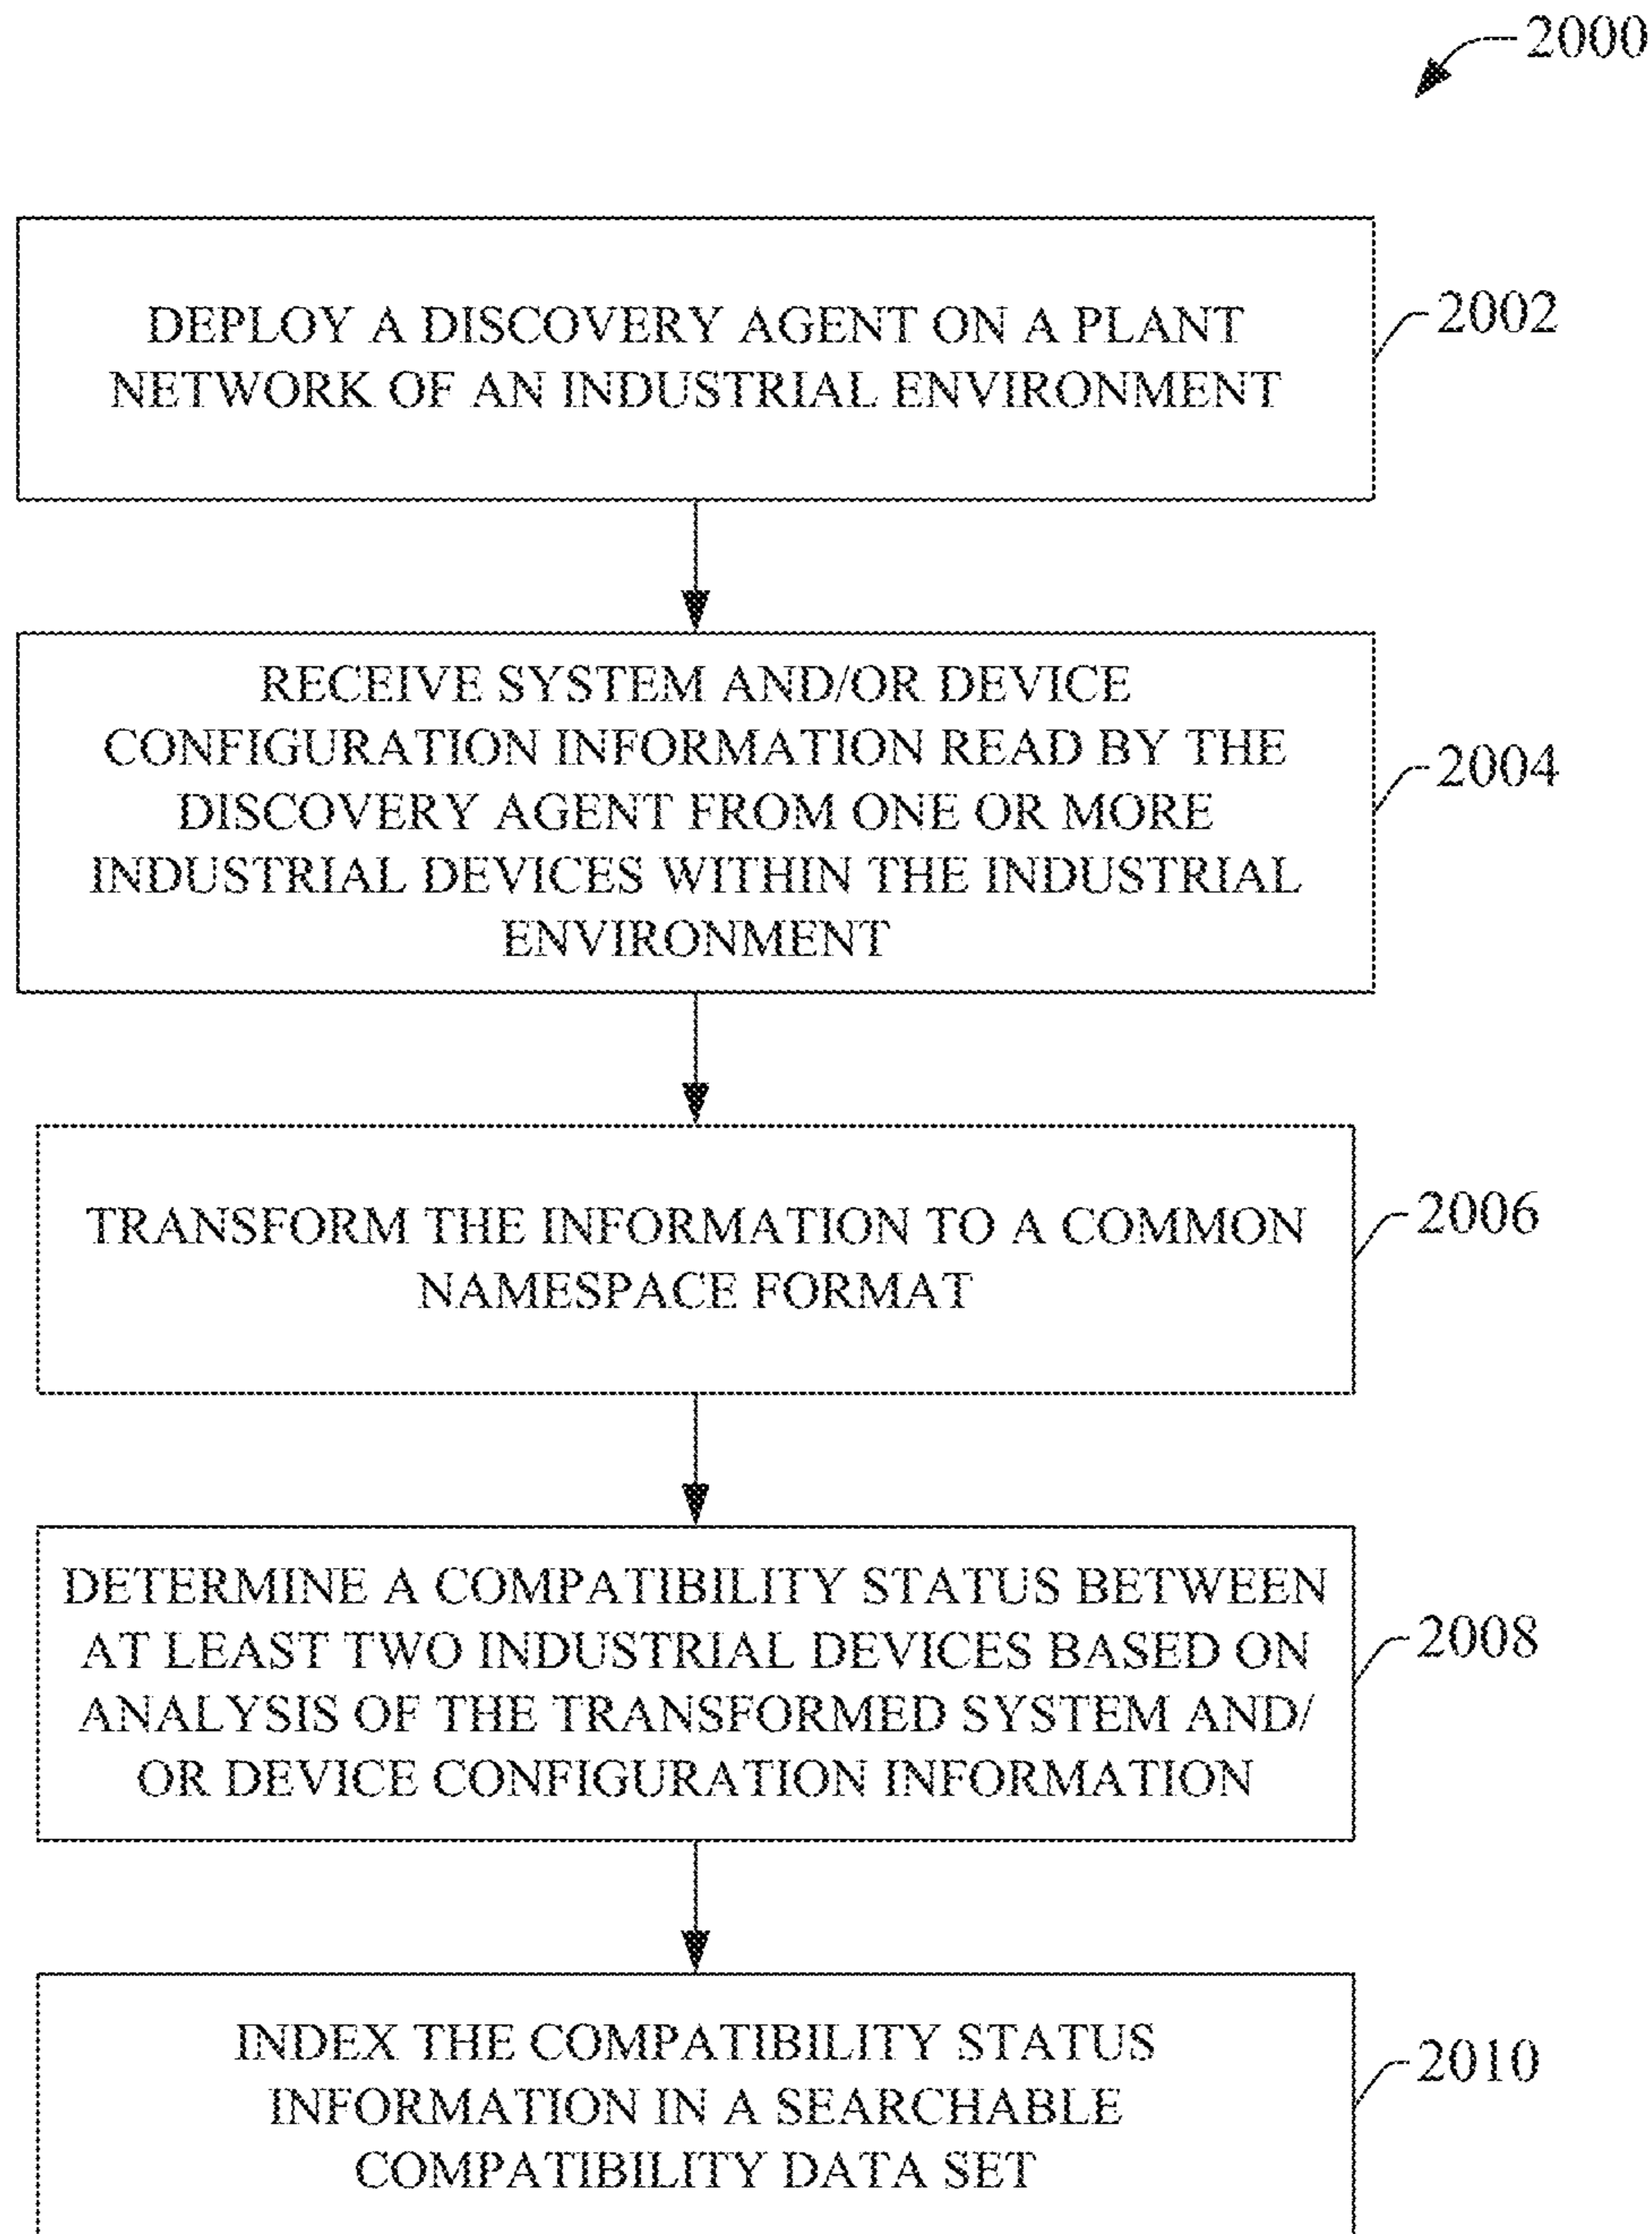 2000
DEPLOY A DISCOVERY AGENT ON A PLANT
NETWORK OF AN INDUSTRIAL ENVIRONMENT
2002
RECEIVE SYSTEM AND/OR DEVICE
CONFIGURATION INFORMATION READ BY THE
DISCOVERY AGENT FROM ONE OR MORE
INDUSTRIAL DEVICES WITHIN THE INDUSTRIAL
ENVIRONMENT
2004
TRANSFORM THE INFORMATION TO A COMMON
NAMESPACE FORMAT
2006
DETERMINE A COMPATIBILITY STATUS BETWEEN
AT LEAST TWO INDUSTRIAL DEVICES BASED ON
ANALYSIS OF THE TRANSFORMED SYSTEM AND/
OR DEVICE CONFIGURATION INFORMATION
2008
INDEX THE COMPATIBILITY STATUS
INFORMATION IN A SEARCHABLE
COMPATIBILITY DATA SET
2010